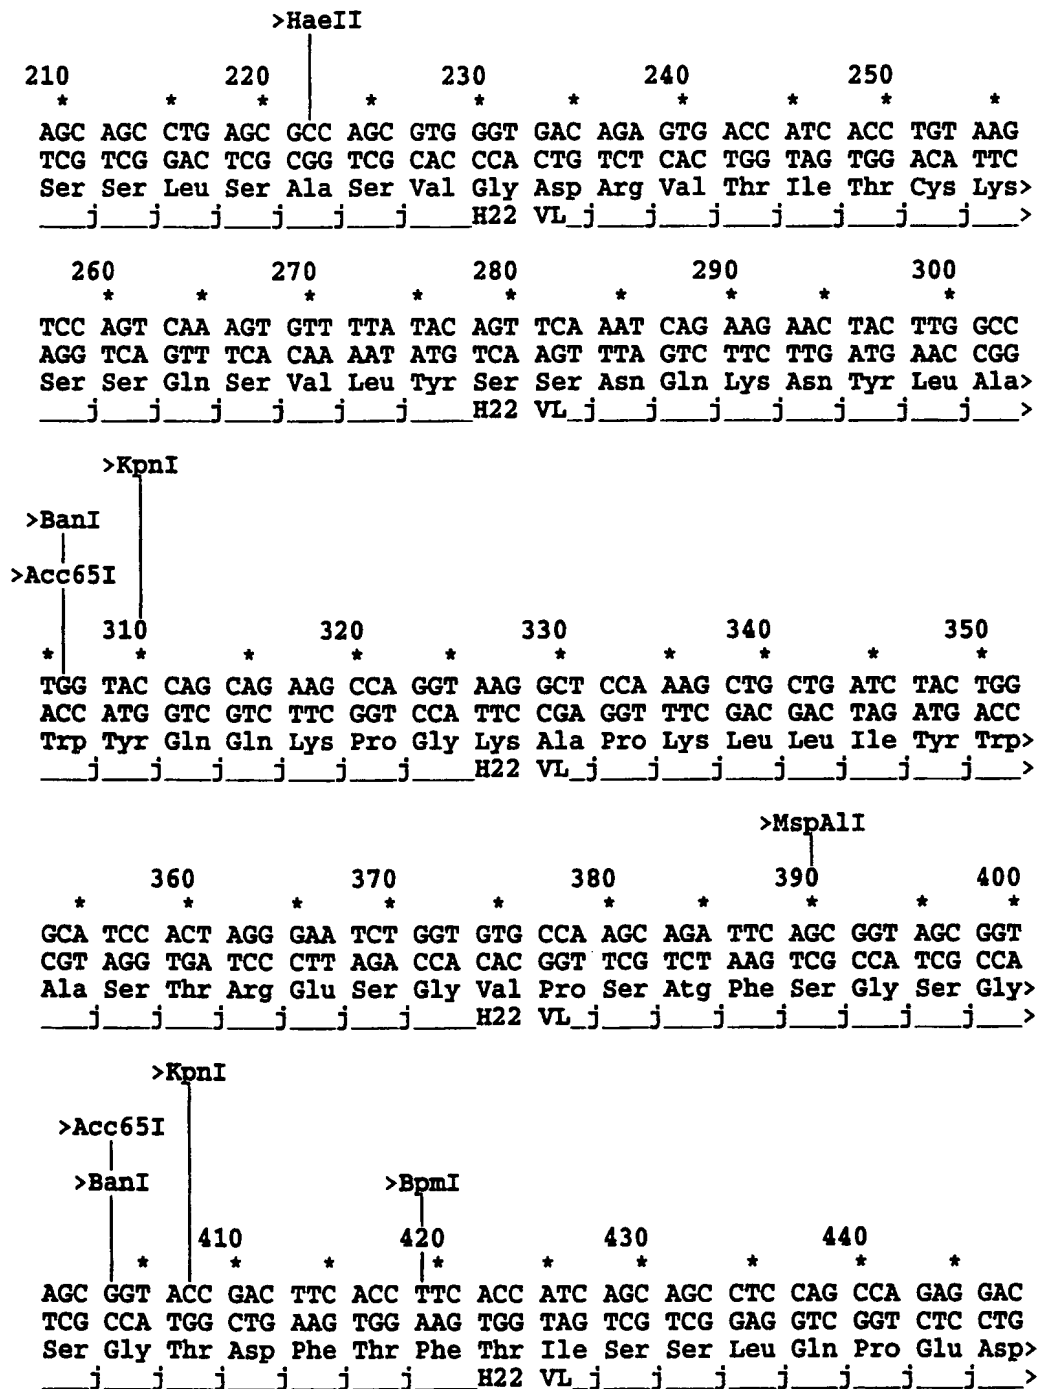 >HaeII
210 220 230 240 250
* * * * * * * * * *
AGC AGC CTG AGC GCC AGC GTG GGT GAC AGA GTG ACC ATC ACC TGT AAG
TCG TCG GAC TCG CGG TCG CAC CCA CTG TCT CAC TGG TAG TGG ACA TTC
Ser Ser Leu Ser Ala Ser Val Gly Asp Arg Val Thr Ile Thr Cys Lys>
___j___j___j___j___j___j____H22 VL_j___j___j___j___j___j___j___>
260 270 280 290 300
* * * * * * * * *
TCC AGT CAA AGT GTT TTA TAC AGT TCA AAT CAG AAG AAC TAC TTG GCC
AGG TCA GTT TCA CAA AAT ATG TCA AGT TTA GTC TTC TTG ATG AAC CGG
Ser Ser Gln Ser Val Leu Tyr Ser Ser Asn Gln Lys Asn Tyr Leu Ala>
___j___j___j___j___j___j____H22 VL_j___j___j___j___j___j___j___>
>KpnI
>BanI
>Acc65I
310 320 330 340 350
* * * * * * * * * *
TGG TAC CAG CAG AAG CCA GGT AAG GCT CCA AAG CTG CTG ATC TAC TGG
ACC ATG GTC GTC TTC GGT CCA TTC CGA GGT TTC GAC GAC TAG ATG ACC
Trp Tyr Gln Gln Lys Pro Gly Lys Ala Pro Lys Leu Leu Ile Tyr Trp>
___j___j___j___j___j___j____H22 VL_j___j___j___j___j___j___j___>
>MspAlI
360 370 380 390 400
* * * * * * * * * *
GCA TCC ACT AGG GAA TCT GGT GTG CCA AGC AGA TTC AGC GGT AGC GGT
CGT AGG TGA TCC CTT AGA CCA CAC GGT TCG TCT AAG TCG CCA TCG CCA
Ala Ser Thr Arg Glu Ser Gly Val Pro Ser Atg Phe Ser Gly Ser Gly>
___j___j___j___j___j___j____H22 VL_j___j___j___j___j___j___j___>
>KpnI
>Acc65I
>BanI >BpmI
410 420 430 440
* * * * * * * * *
AGC GGT ACC GAC TTC ACC TTC ACC ATC AGC AGC CTC CAG CCA GAG GAC
TCG CCA TGG CTG AAG TGG AAG TGG TAG TCG TCG GAG GTC GGT CTC CTG
Ser Gly Thr Asp Phe Thr Phe Thr Ile Ser Ser Leu Gln Pro Glu Asp>
___j___j___j___j___j___j____H22 VL_j___j___j___j___j___j___j___>